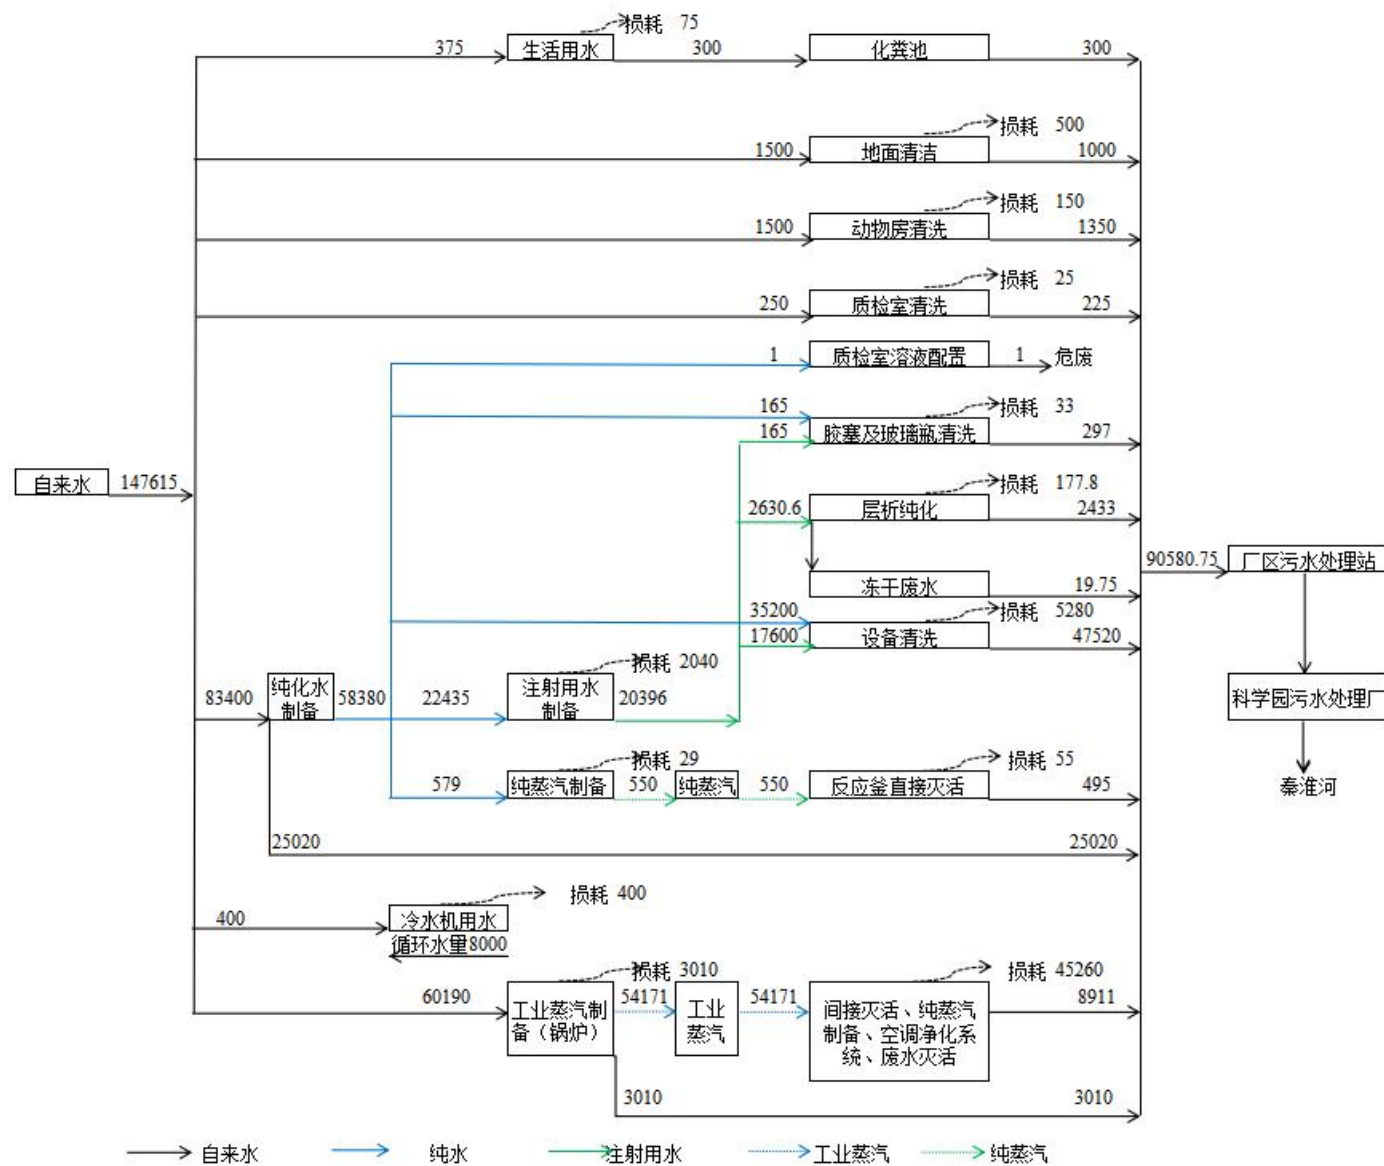 损耗 75
375
生活用水
300
化粪池
300
损耗 500
1500
地面清洁
1000
损耗 150
1500
动物房清洗
1350
损耗 25
250
质检室清洗
225
1
质检室溶液配置
1
危废
165
损耗 33
165
胶塞及玻璃瓶清洗
297
自来水
147615
损耗 177.8
2630.6
层析纯化
2433
90580.75
厂区污水处理站
冻干废水
19.75
35200
损耗 5280
17600
设备清洗
47520
损耗 2040
83400
纯化水
制备
58380
22435
注射用水
制备
20396
科学园污水处理厂
损耗 29
579
纯蒸汽制备
550
纯蒸汽
550
反应釜直接灭活
损耗 55
495
秦淮河
25020
25020
损耗 400
400
冷水机用水
循环水量8000
损耗 3010
损耗 45260
60190
工业蒸汽制
备（锅炉）
54171
工业
蒸汽
54171
间接灭活、纯蒸汽
制备、空调净化系
统、废水灭活
8911
3010
3010
自来水
纯水
注射用水
工业蒸汽
纯蒸汽